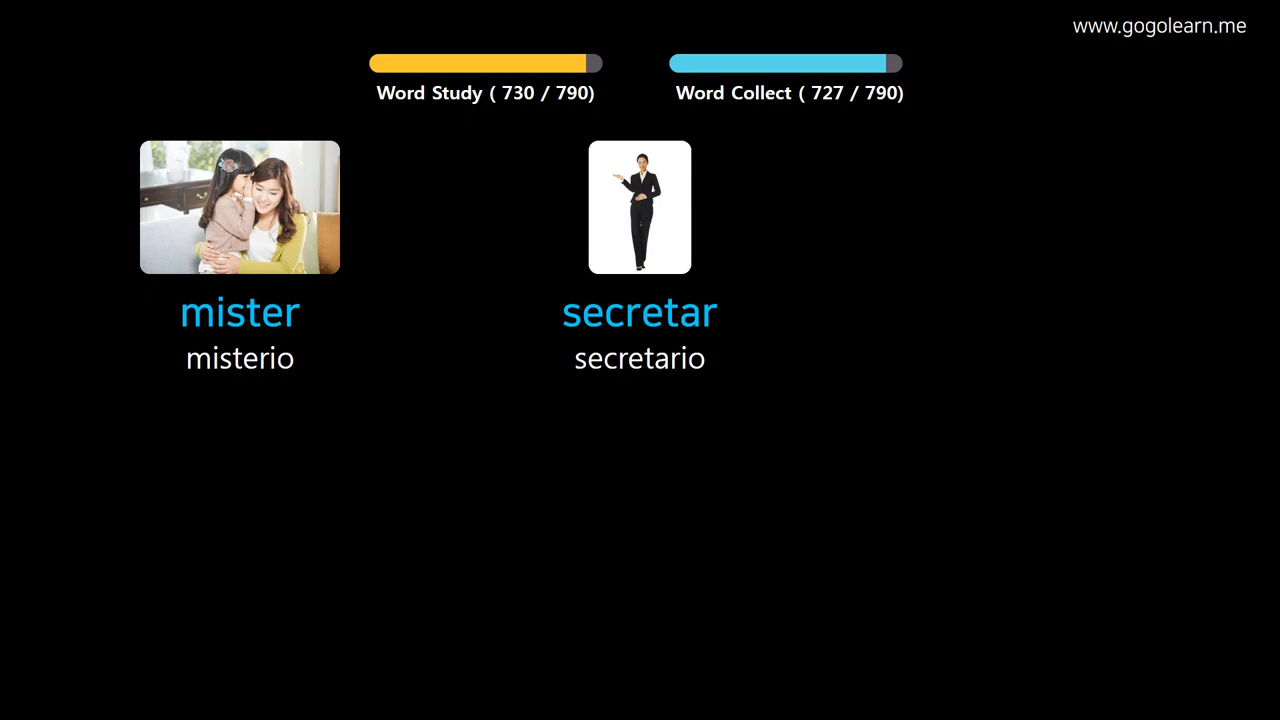 www.gogolearn.me
Word Study ( 730 / 790)
Word Collect ( 727 / 790)
mister
misterio
secretar
secretario